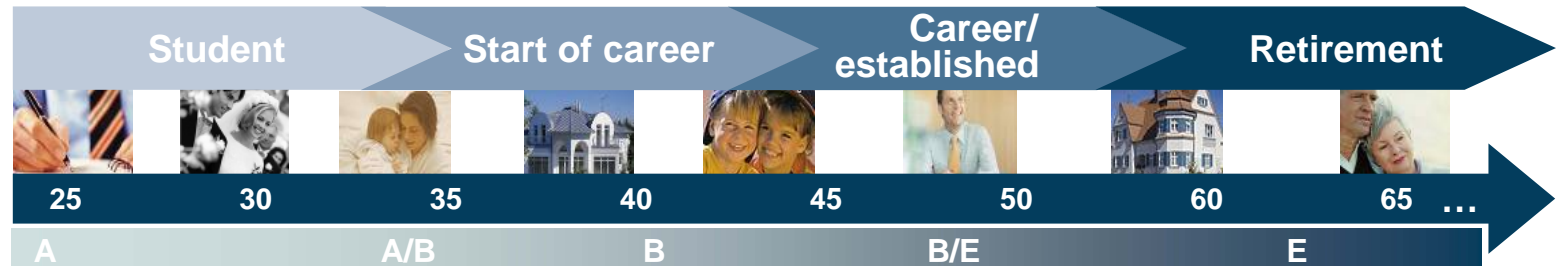 Student Start of career Career/
established Retirement
25 30 35 40 45 50 60 65 ...
A A/B B B/E E